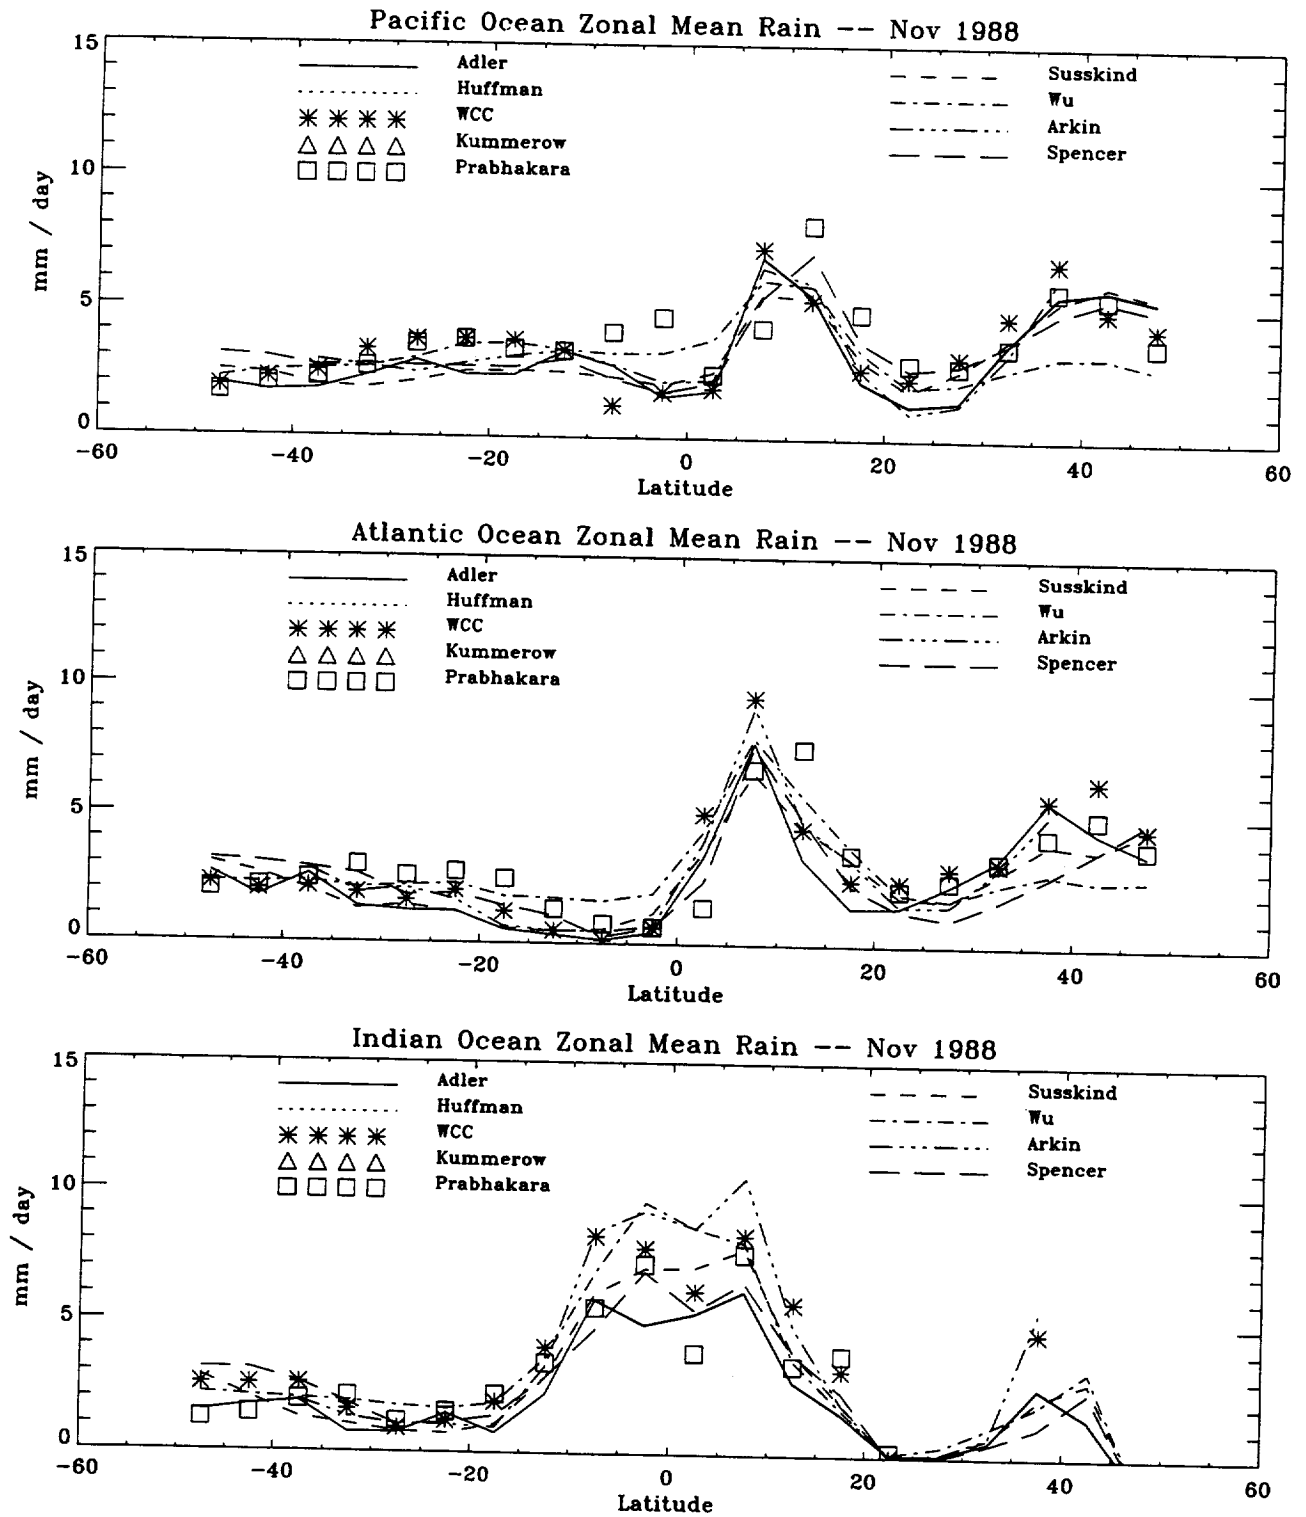 Pacific Ocean Zonal Mean Rain -- Nov 1988
15
10
5
0
mm / day
Adler
Huffman
WCC
Kummerow
Prabhakara
Susskind
Wu
Arkin
Spencer
-60 -40 -20 0 20 40 60
Latitude
Atlantic Ocean Zonal Mean Rain -- Nov 1988
15
10
5
0
mm / day
Adler
Huffman
WCC
Kummerow
Prabhakara
Susskind
Wu
Arkin
Spencer
-60 -40 -20 0 20 40 60
Latitude
Indian Ocean Zonal Mean Rain -- Nov 1988
15
10
5
0
mm / day
Adler
Huffman
WCC
Kummerow
Prabhakara
Susskind
Wu
Arkin
Spencer
-60 -40 -20 0 20 40 60
Latitude